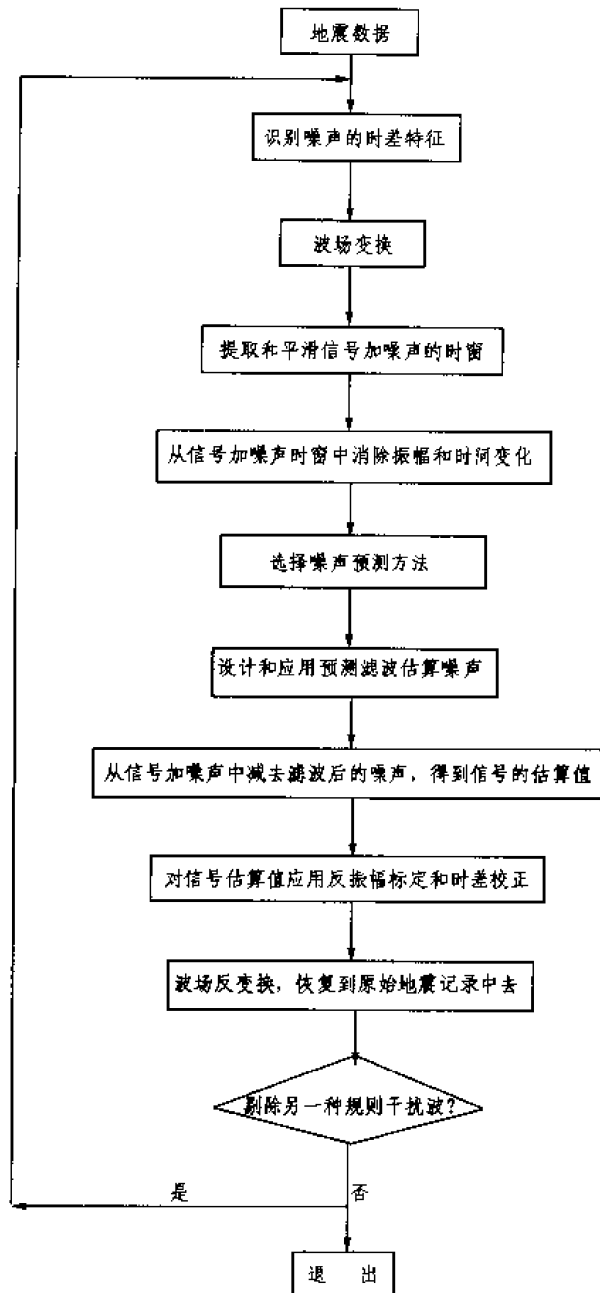 地震数据
识别噪声的时差特征
波场变换
提取和平滑信号加噪声的时窗
从信号加噪声时窗中消除振幅和时间变化
选择噪声预测方法
设计和应用预测滤波估算噪声
从信号加噪声中减去滤波后的噪声，得到信号的估算值
对信号估算值应用反振幅标定和时差校正
波场反变换，恢复到原始地震记录中去
剔除另一种规则干扰波？
是
否
退 出